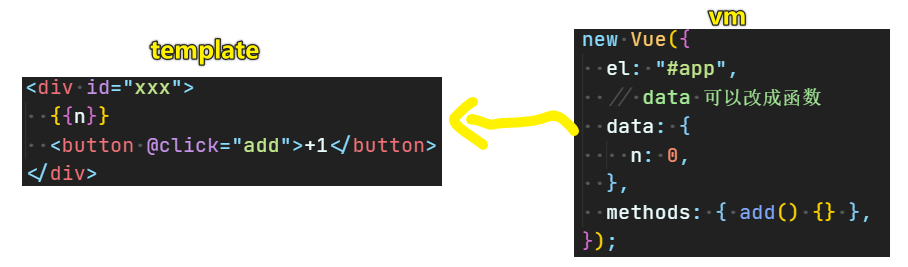 template
<div id="xxx">
  {{n}}
  <button @click="add">+1</button>
</div>
vm
new Vue({
  el: "#app",
  // data 可以改成函数
  data: {
    n: 0,
  },
  methods: { add() {} },
});